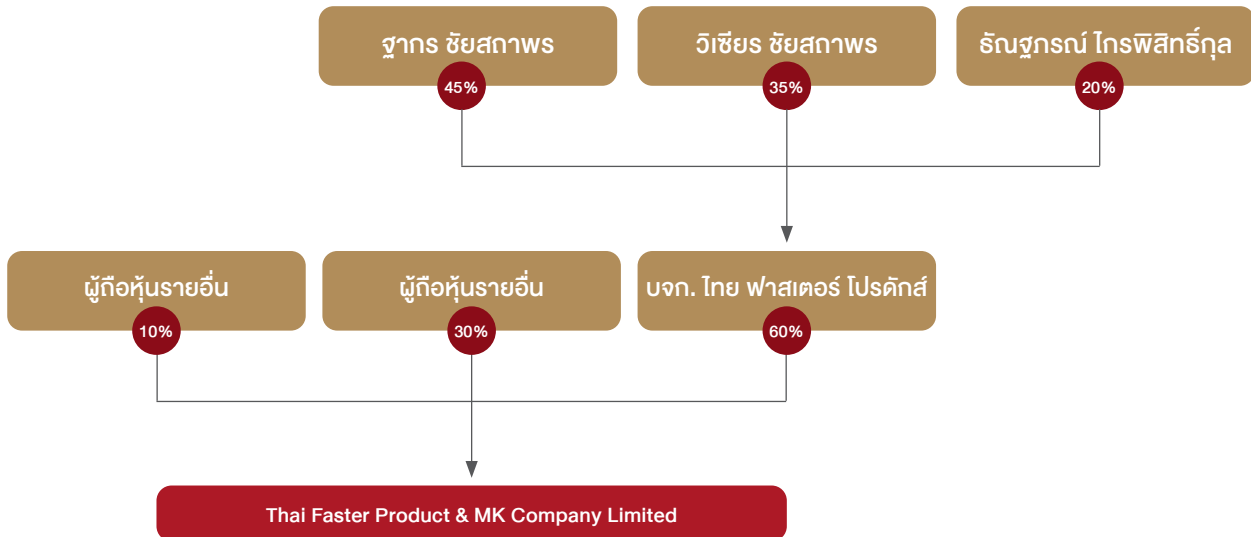 ฐากร ชัยสถาพร
วิเชียร ชัยสถาพร
ธัณฐภรณ์ ไกรพิสิทธิ์กุล
45%
35%
20%
ผู้ถือหุ้นรายอื่น
ผู้ถือหุ้นรายอื่น
บจก. ไทย ฟาสเตอร์ โปรดักส์
10%
30%
60%
Thai Faster Product & MK Company Limited